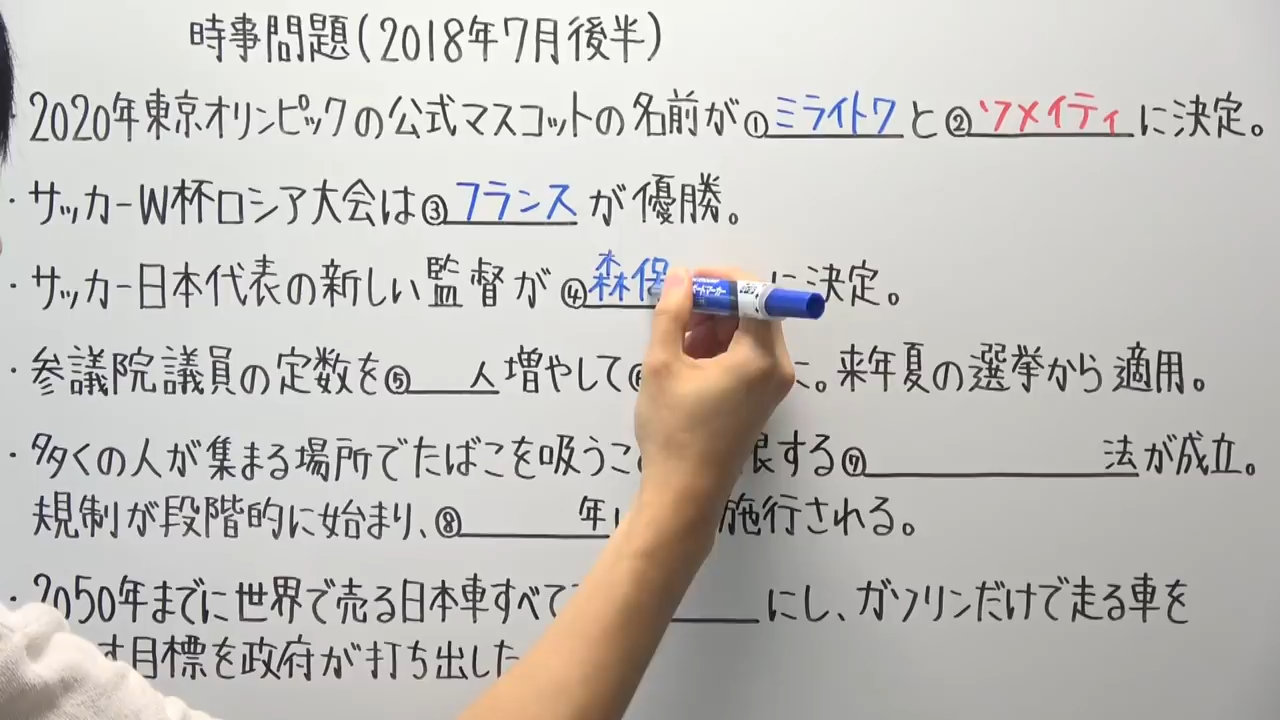 時事問題(2018年7月後半)
2020年東京オリンピックの公式マスコットの名前が①ミライトワと②ソメイティに決定。
・サッカーW杯ロシア大会は③フランスが優勝。
・サッカー日本代表の新しい監督が④森保に決定。
・参議院議員の定数を⑤人増やして。来年夏の選挙から適用。
・多くの人が集まる場所でたばこを吸うこする⑦法が成立。
規制が段階的に始まり、⑧年施行される。
・2050年までに世界で売る日本車すべてにし、ガソリンだけで走る車を
す目標を政府が打ち出した